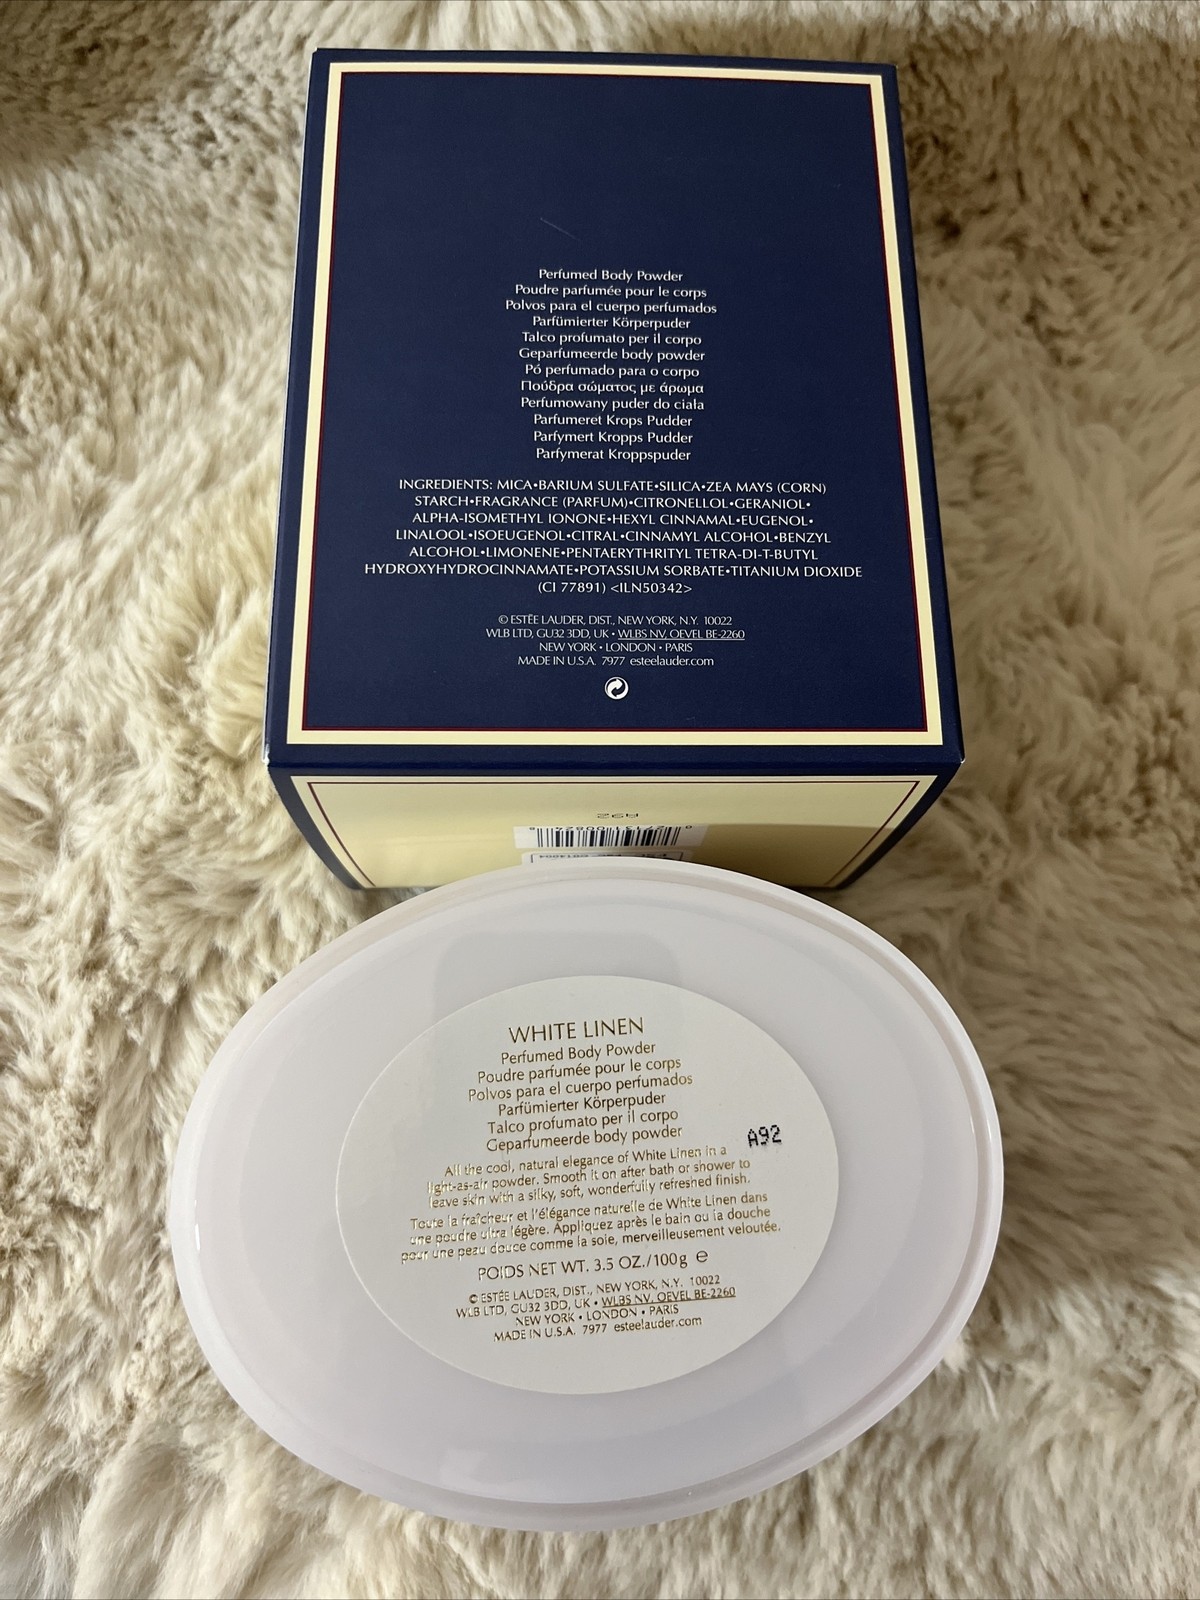 Perfumed Body Powder
Poudre parfumée pour le corps
Polvos para el cuerpo perfumados
Parfümierter Körperpuder
Talco profumato per il corpo
Geparfumeerde body powder
Pó perfumado para o corpo
Πούδρα σώματος με άρωμα
Perfumowany puder do ciała
Parfumeret Krops Pudder
Parfymert Kropps Pudder
Parfymerat Kroppspuder
INGREDIENTS: MICA•BARIUM SULFATE•SILICA•ZEA MAYS (CORN)
STARCH•FRAGRANCE (PARFUM)•CITRONELLOL•GERANIOL•
ALPHA-ISOMETHYL IONONE•HEXYL CINNAMAL•EUGENOL•
LINALOOL•ISOEUGENOL•CITRAL•CINNAMYL ALCOHOL•BENZYL
ALCOHOL•LIMONENE•PENTAERYTHRITYL TETRA-DI-T-BUTYL
HYDROXYHYDROCINNAMATE•POTASSIUM SORBATE•TITANIUM DIOXIDE
(CI 77891) <ILN50342>
© ESTÉE LAUDER, DIST., NEW YORK, N.Y. 10022
WLB LTD, GU32 3DD, UK • WLBS NV, OEVEL BE-2260
NEW YORK • LONDON • PARIS
MADE IN U.S.A. 7977 esteelauder.com
A92
WHITE LINEN
Perfumed Body Powder
Poudre parfumée pour le corps
Polvos para el cuerpo perfumados
Parfümierter Körperpuder
Talco profumato per il corpo
Geparfumeerde body powder
A92
All the cool, natural elegance of White Linen in a
light-as-air powder. Smooth it on after bath or shower to
leave skin with a silky, soft, wonderfully refreshed finish.
Toute la fraîcheur et l'élégance naturelle de White Linen dans
une poudre ultra légère. Appliquez après le bain ou la douche
pour une peau douce comme la soie, merveilleusement veloutée.
POIDS NET WT. 3.5 OZ./100g ℮
© ESTÉE LAUDER, DIST., NEW YORK, N.Y. 10022
WLB LTD, GU32 3DD, UK • WLBS NV, OEVEL BE-2260
NEW YORK • LONDON • PARIS
MADE IN U.S.A. 7977 esteelauder.com